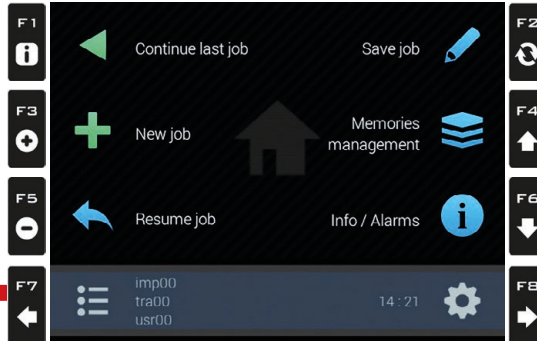 F1
Continue last job
Save job
F2
F3
New job
Memories
management
F4
F5
Resume job
Info / Alarms
F6
F7
imp00
tra00
usr00
14:21
F8